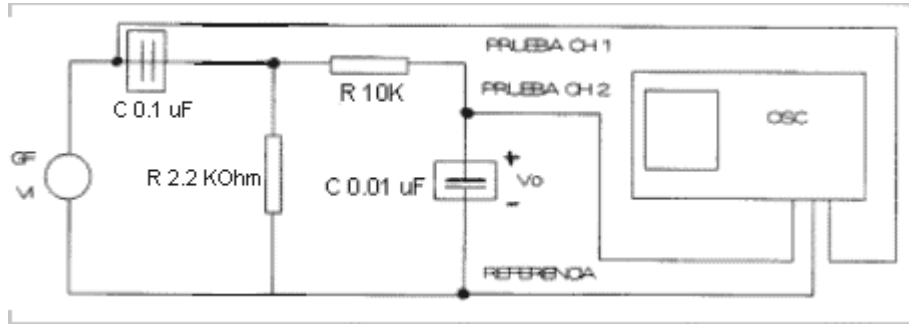 PRUEBA CH 1
R 10K
PRUEBA CH 2
C 0.1 uF
OSC
GF
Vi
R 2.2 KOhm
C 0.01 uF
+
Vo
-
REFERENCIA